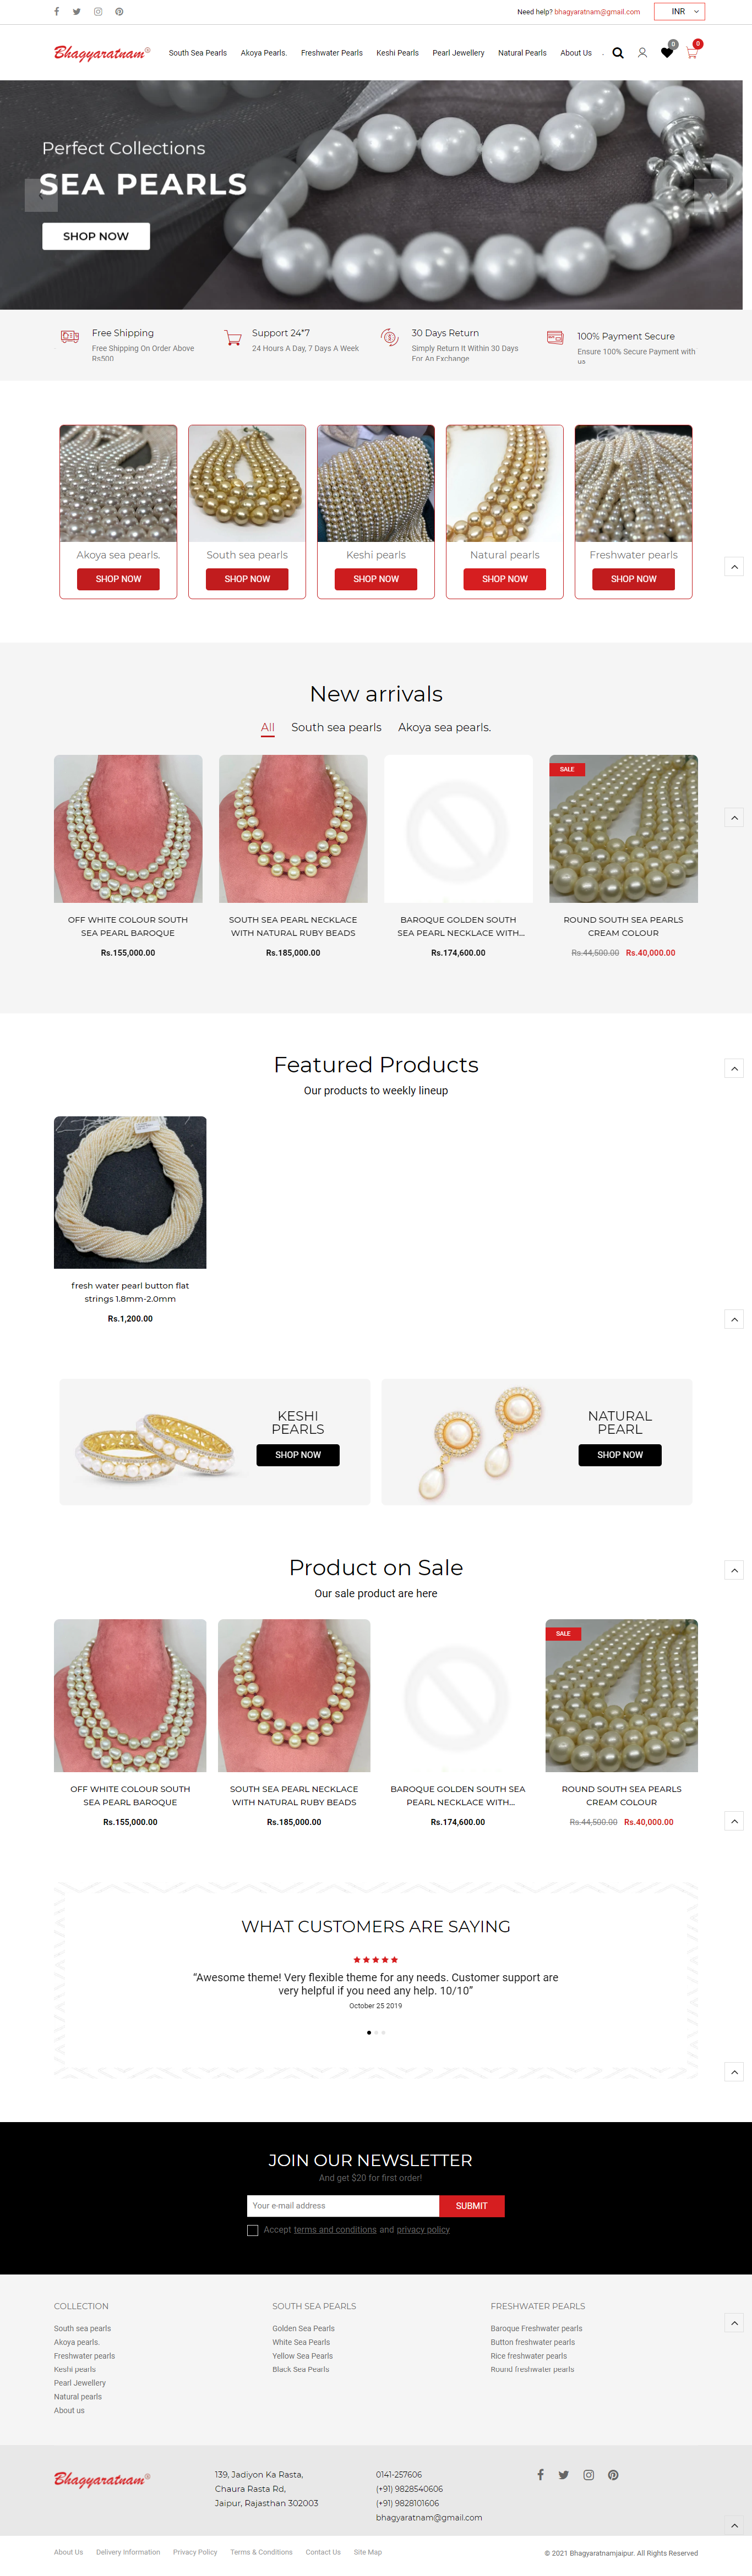 Need help? bhagyaratnam@gmail.com
INR
Bhagyaratnam®
South Sea Pearls Akoya Pearls. Freshwater Pearls Keshi Pearls Pearl Jewellery Natural Pearls About Us
0
0
Perfect Collections
SEA PEARLS
SHOP NOW
Free Shipping
Free Shipping On Order Above
Rs500
Support 24*7
24 Hours A Day, 7 Days A Week
30 Days Return
Simply Return It Within 30 Days
For An Exchange
100% Payment Secure
Ensure 100% Secure Payment with
us
Akoya sea pearls.
SHOP NOW
South sea pearls
SHOP NOW
Keshi pearls
SHOP NOW
Natural pearls
SHOP NOW
Freshwater pearls
SHOP NOW
New arrivals
All South sea pearls Akoya sea pearls.
OFF WHITE COLOUR SOUTH
SEA PEARL BAROQUE
Rs.155,000.00
SOUTH SEA PEARL NECKLACE
WITH NATURAL RUBY BEADS
Rs.185,000.00
BAROQUE GOLDEN SOUTH
SEA PEARL NECKLACE WITH...
Rs.174,600.00
SALE
ROUND SOUTH SEA PEARLS
CREAM COLOUR
Rs.44,500.00 Rs.40,000.00
Featured Products
Our products to weekly lineup
fresh water pearl button flat
strings 1.8mm-2.0mm
Rs.1,200.00
KESHI
PEARLS
SHOP NOW
NATURAL
PEARL
SHOP NOW
Product on Sale
Our sale product are here
OFF WHITE COLOUR SOUTH
SEA PEARL BAROQUE
Rs.155,000.00
SOUTH SEA PEARL NECKLACE
WITH NATURAL RUBY BEADS
Rs.185,000.00
BAROQUE GOLDEN SOUTH SEA
PEARL NECKLACE WITH...
Rs.174,600.00
SALE
ROUND SOUTH SEA PEARLS
CREAM COLOUR
Rs.44,500.00 Rs.40,000.00
WHAT CUSTOMERS ARE SAYING
“Awesome theme! Very flexible theme for any needs. Customer support are
very helpful if you need any help. 10/10”
October 25 2019
JOIN OUR NEWSLETTER
And get $20 for first order!
Your e-mail address
SUBMIT
Accept terms and conditions and privacy policy
COLLECTION
South sea pearls
Akoya pearls.
Freshwater pearls
Keshi pearls
Pearl Jewellery
Natural pearls
About us
SOUTH SEA PEARLS
Golden Sea Pearls
White Sea Pearls
Yellow Sea Pearls
Black Sea Pearls
FRESHWATER PEARLS
Baroque Freshwater pearls
Button freshwater pearls
Rice freshwater pearls
Round freshwater pearls
Bhagyaratnam®
139, Jadiyon Ka Rasta,
Chaura Rasta Rd,
Jaipur, Rajasthan 302003
0141-257606
(+91) 9828540606
(+91) 9828101606
bhagyaratnam@gmail.com
About Us Delivery Information Privacy Policy Terms & Conditions Contact Us Site Map
© 2021 Bhagyaratnamjaipur. All Rights Reserved